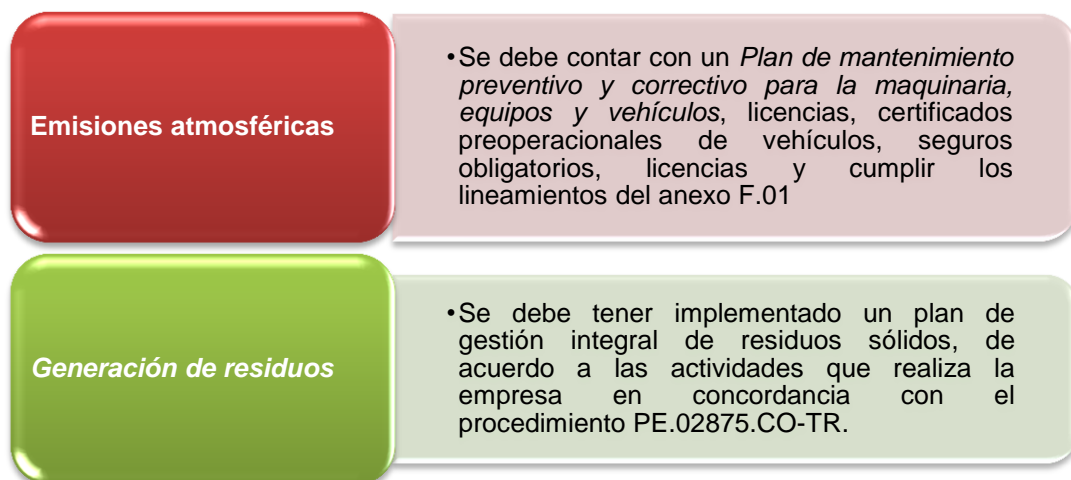 Emisiones atmosféricas
•Se debe contar con un Plan de mantenimiento
preventivo y correctivo para la maquinaria,
equipos y vehículos, licencias, certificados
preoperacionales de vehículos, seguros
obligatorios, licencias y cumplir los
lineamientos del anexo F.01
Generación de residuos
•Se debe tener implementado un plan de
gestión integral de residuos sólidos, de
acuerdo a las actividades que realiza la
empresa en concordancia con el
procedimiento PE.02875.CO-TR.